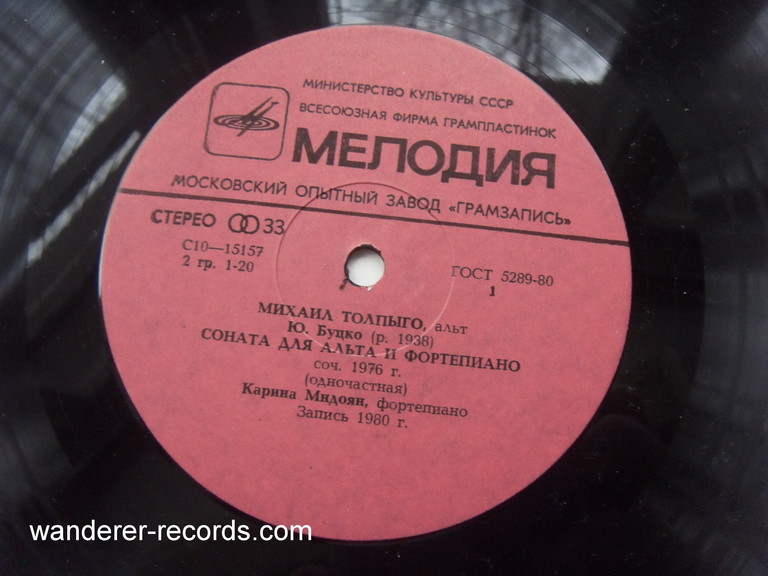 МИНИСТЕРСТВО КУЛЬТУРЫ СССР
ВСЕСОЮЗНАЯ ФИРМА ГРАМПЛАСТИНОК
МЕЛОДИЯ
МОСКОВСКИЙ ОПЫТНЫЙ ЗАВОД «ГРАМЗАПИСЬ»
СТЕРЕО 33
С10—15157
2 гр. 1-20
ГОСТ 5289-80
1
МИХАИЛ ТОЛПЫГО, альт
Ю. Буцко (р. 1938)
СОНАТА ДЛЯ АЛЬТА И ФОРТЕПИАНО
соч. 1976 г.
(одночастная)
Карина Мндоян, фортепиано
Запись 1980 г.
wanderer-records.com